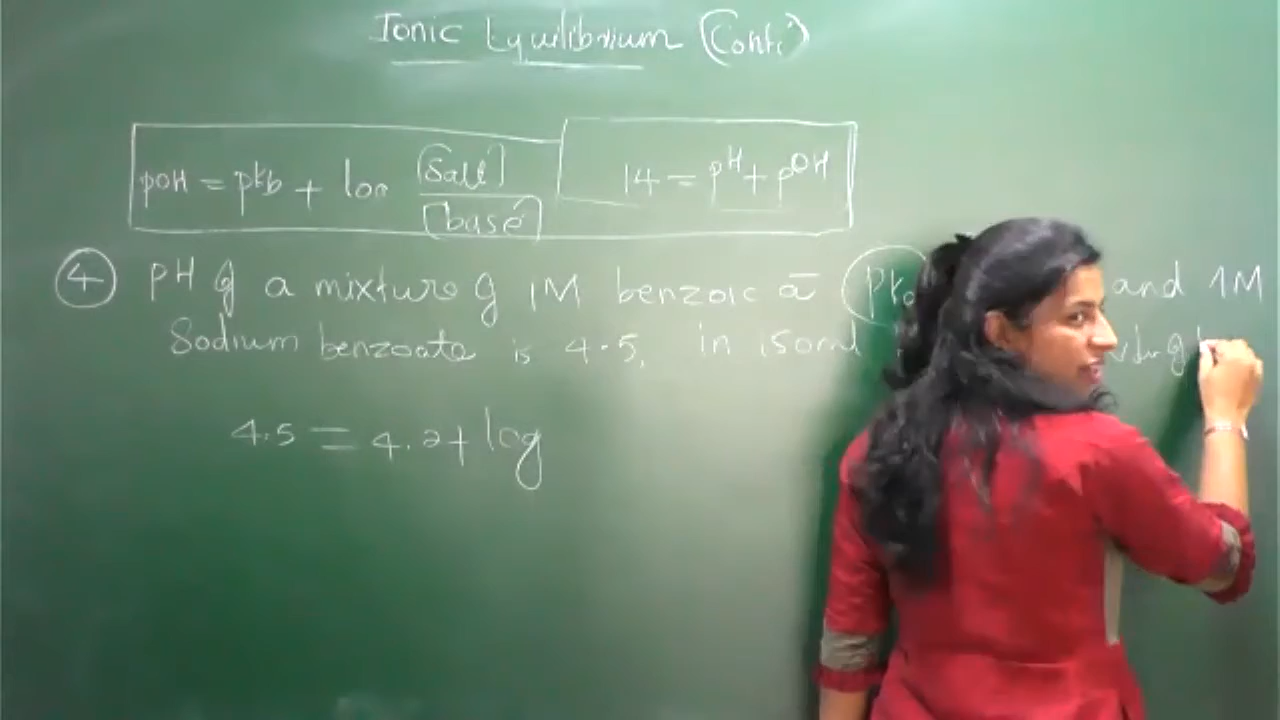 Ionic Equilibrium (Conti)
pOH = pKb + log [Salt] / [base]
14 = pH + pOH
④ PH of a mixture of 1M benzoic ā (PKa and 1M
Sodium benzoate is 4.5, in
4.5 = 4.2 + log